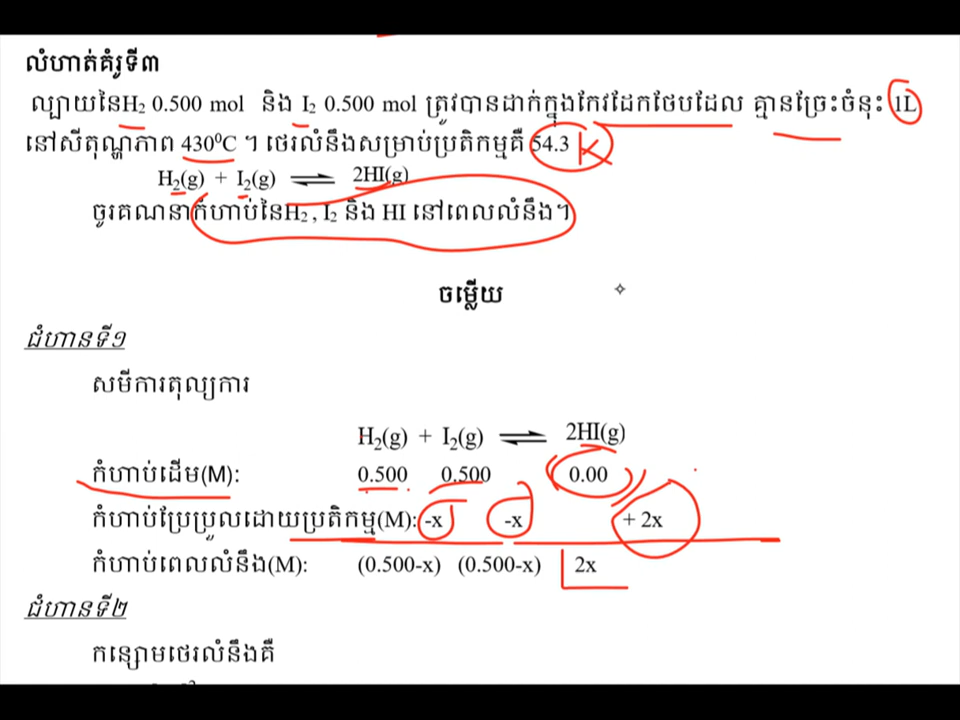 លំហាត់គំរូទី៣
ល្បាយនៃH₂ 0.500 mol និង I₂ 0.500 mol ត្រូវបានដាក់ក្នុងកែវដែកថែបដែល គ្មានច្រែះចំនុះ 1L
នៅសីតុណ្ហភាព 430⁰C ។ ថេរលំនឹងសម្រាប់ប្រតិកម្មគឺ 54.3 K
H₂(g) + I₂(g) ⇌ 2HI(g)
ចូរគណនាកំហាប់នៃH₂ , I₂ និង HI នៅពេលលំនឹង។
ចម្លើយ
ជំហានទី១
សមីការតុល្យការ
H₂(g) + I₂(g) ⇌ 2HI(g)
កំហាប់ដើម(M): 0.500 0.500 0.00
កំហាប់ប្រែប្រួលដោយប្រតិកម្ម(M): -x -x + 2x
កំហាប់ពេលលំនឹង(M): (0.500-x) (0.500-x) 2x
ជំហានទី២
កន្សោមថេរលំនឹងគឺ